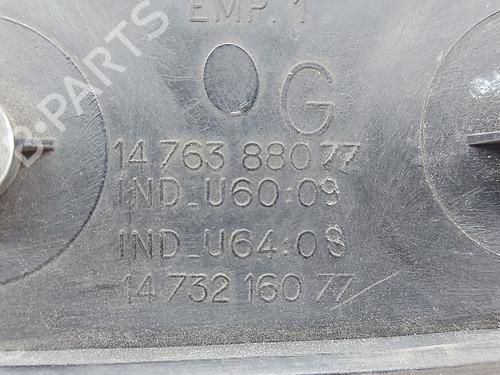 EMP. 1
G
14 763 880 77
IND_U60:09
IND_U64:08
14 732 160 77
B-PARTS